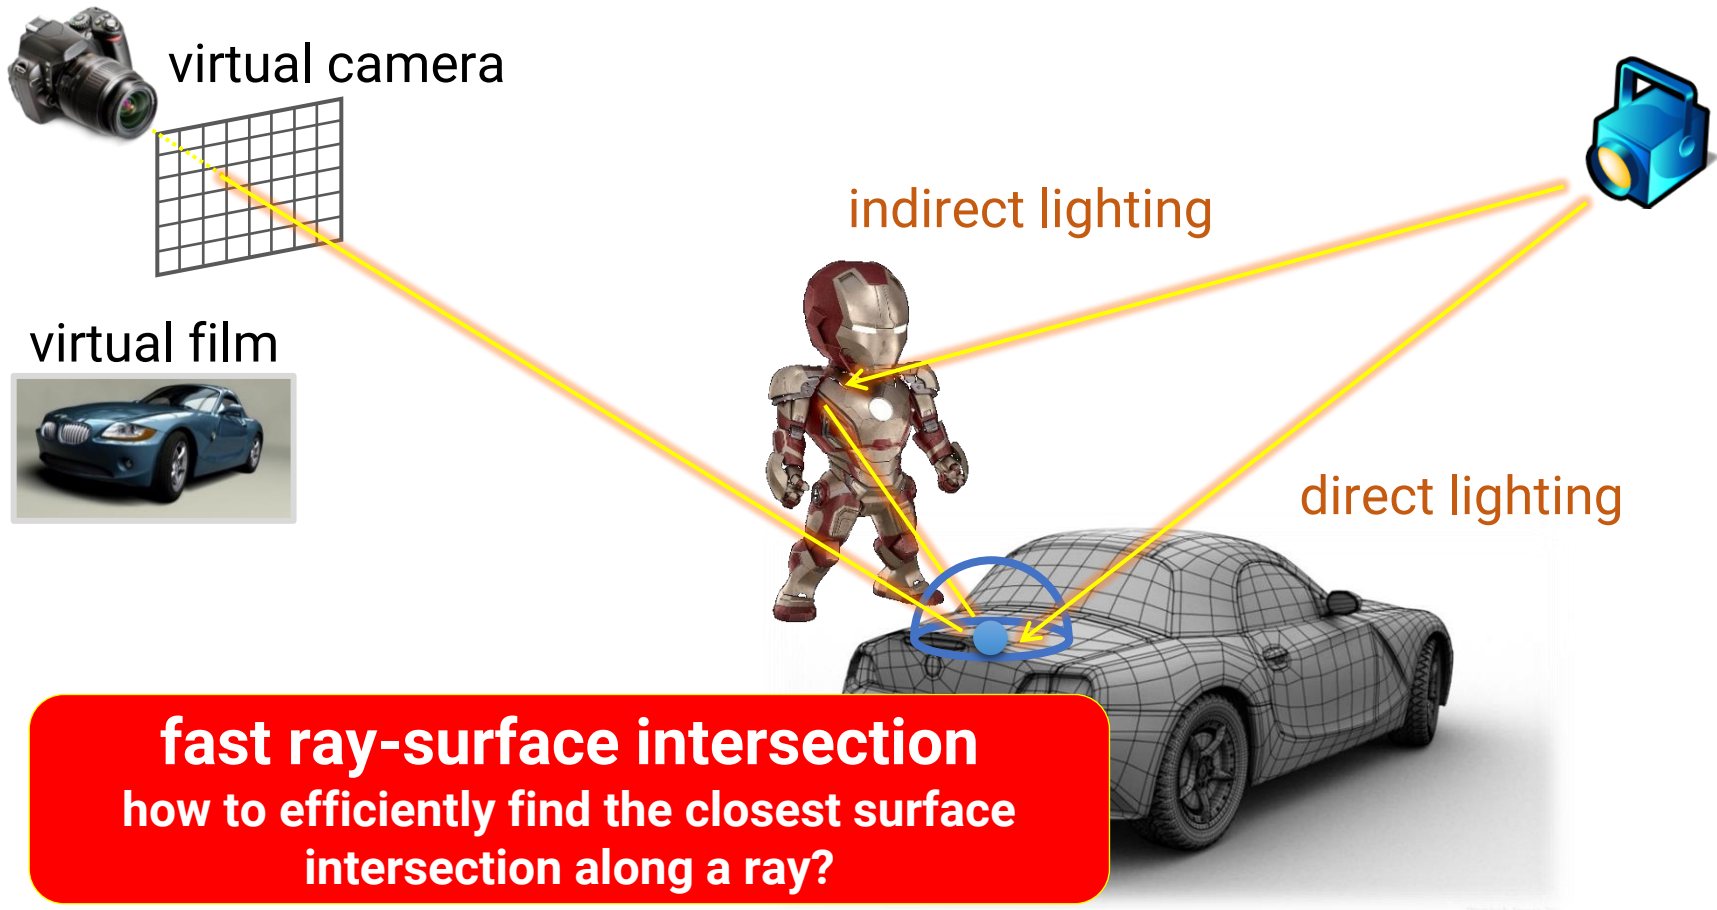 virtual camera
indirect lighting
virtual film
direct lighting
fast ray-surface intersection
how to efficiently find the closest surface
intersection along a ray?